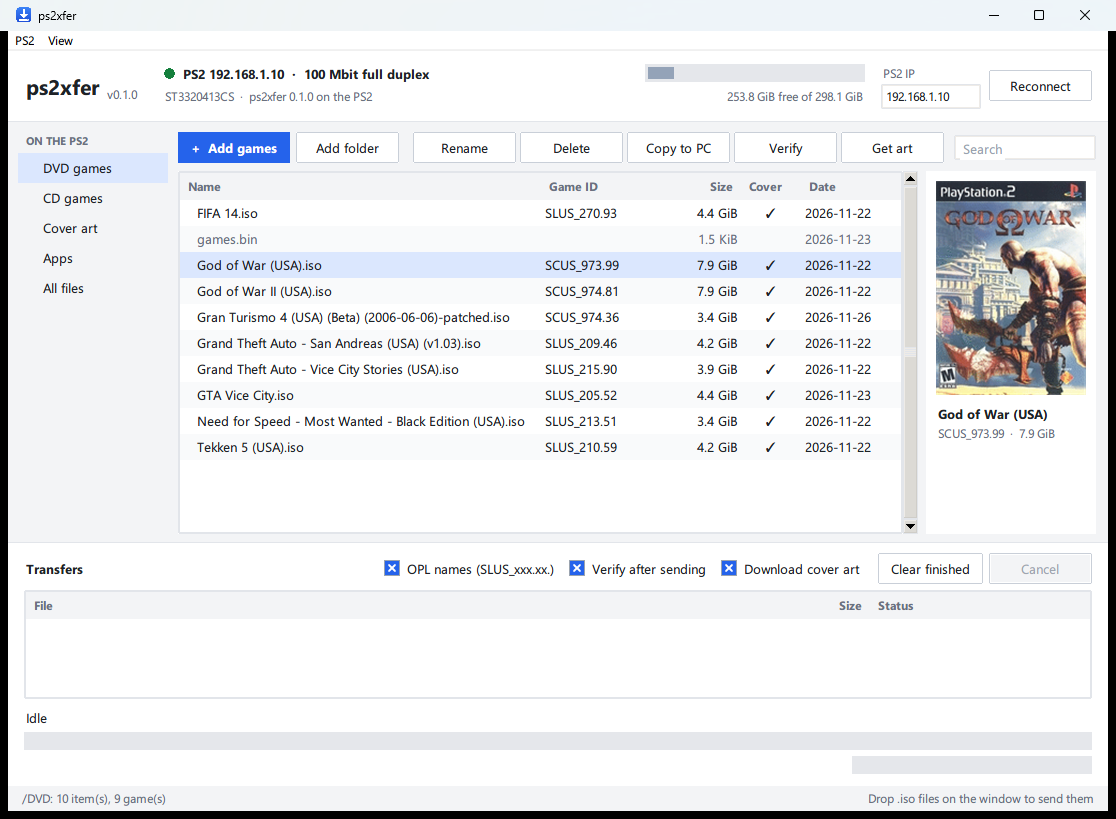 ps2xfer
PS2 View
ps2xfer v0.1.0
PS2 192.168.1.10 · 100 Mbit full duplex
ST3320413CS · ps2xfer 0.1.0 on the PS2
253.8 GiB free of 298.1 GiB
PS2 IP
192.168.1.10
Reconnect
ON THE PS2
DVD games
CD games
Cover art
Apps
All files
+ Add games Add folder Rename Delete Copy to PC Verify Get art Search
Name Game ID Size Cover Date
FIFA 14.iso SLUS_270.93 4.4 GiB ✓ 2026-11-22
games.bin 1.5 KiB 2026-11-23
God of War (USA).iso SCUS_973.99 7.9 GiB ✓ 2026-11-22
God of War II (USA).iso SCUS_974.81 7.9 GiB ✓ 2026-11-22
Gran Turismo 4 (USA) (Beta) (2006-06-06)-patched.iso SCUS_974.36 3.4 GiB ✓ 2026-11-26
Grand Theft Auto - San Andreas (USA) (v1.03).iso SLUS_209.46 4.2 GiB ✓ 2026-11-22
Grand Theft Auto - Vice City Stories (USA).iso SLUS_215.90 3.9 GiB ✓ 2026-11-22
GTA Vice City.iso SLUS_205.52 4.4 GiB ✓ 2026-11-23
Need for Speed - Most Wanted - Black Edition (USA).iso SLUS_213.51 3.4 GiB ✓ 2026-11-22
Tekken 5 (USA).iso SLUS_210.59 4.2 GiB ✓ 2026-11-22
PlayStation.2
GOD OF WAR
M
God of War (USA)
SCUS_973.99 · 7.9 GiB
Transfers
OPL names (SLUS_xxx.xx.) Verify after sending Download cover art Clear finished Cancel
File Size Status
Idle
/DVD: 10 item(s), 9 game(s)
Drop .iso files on the window to send them